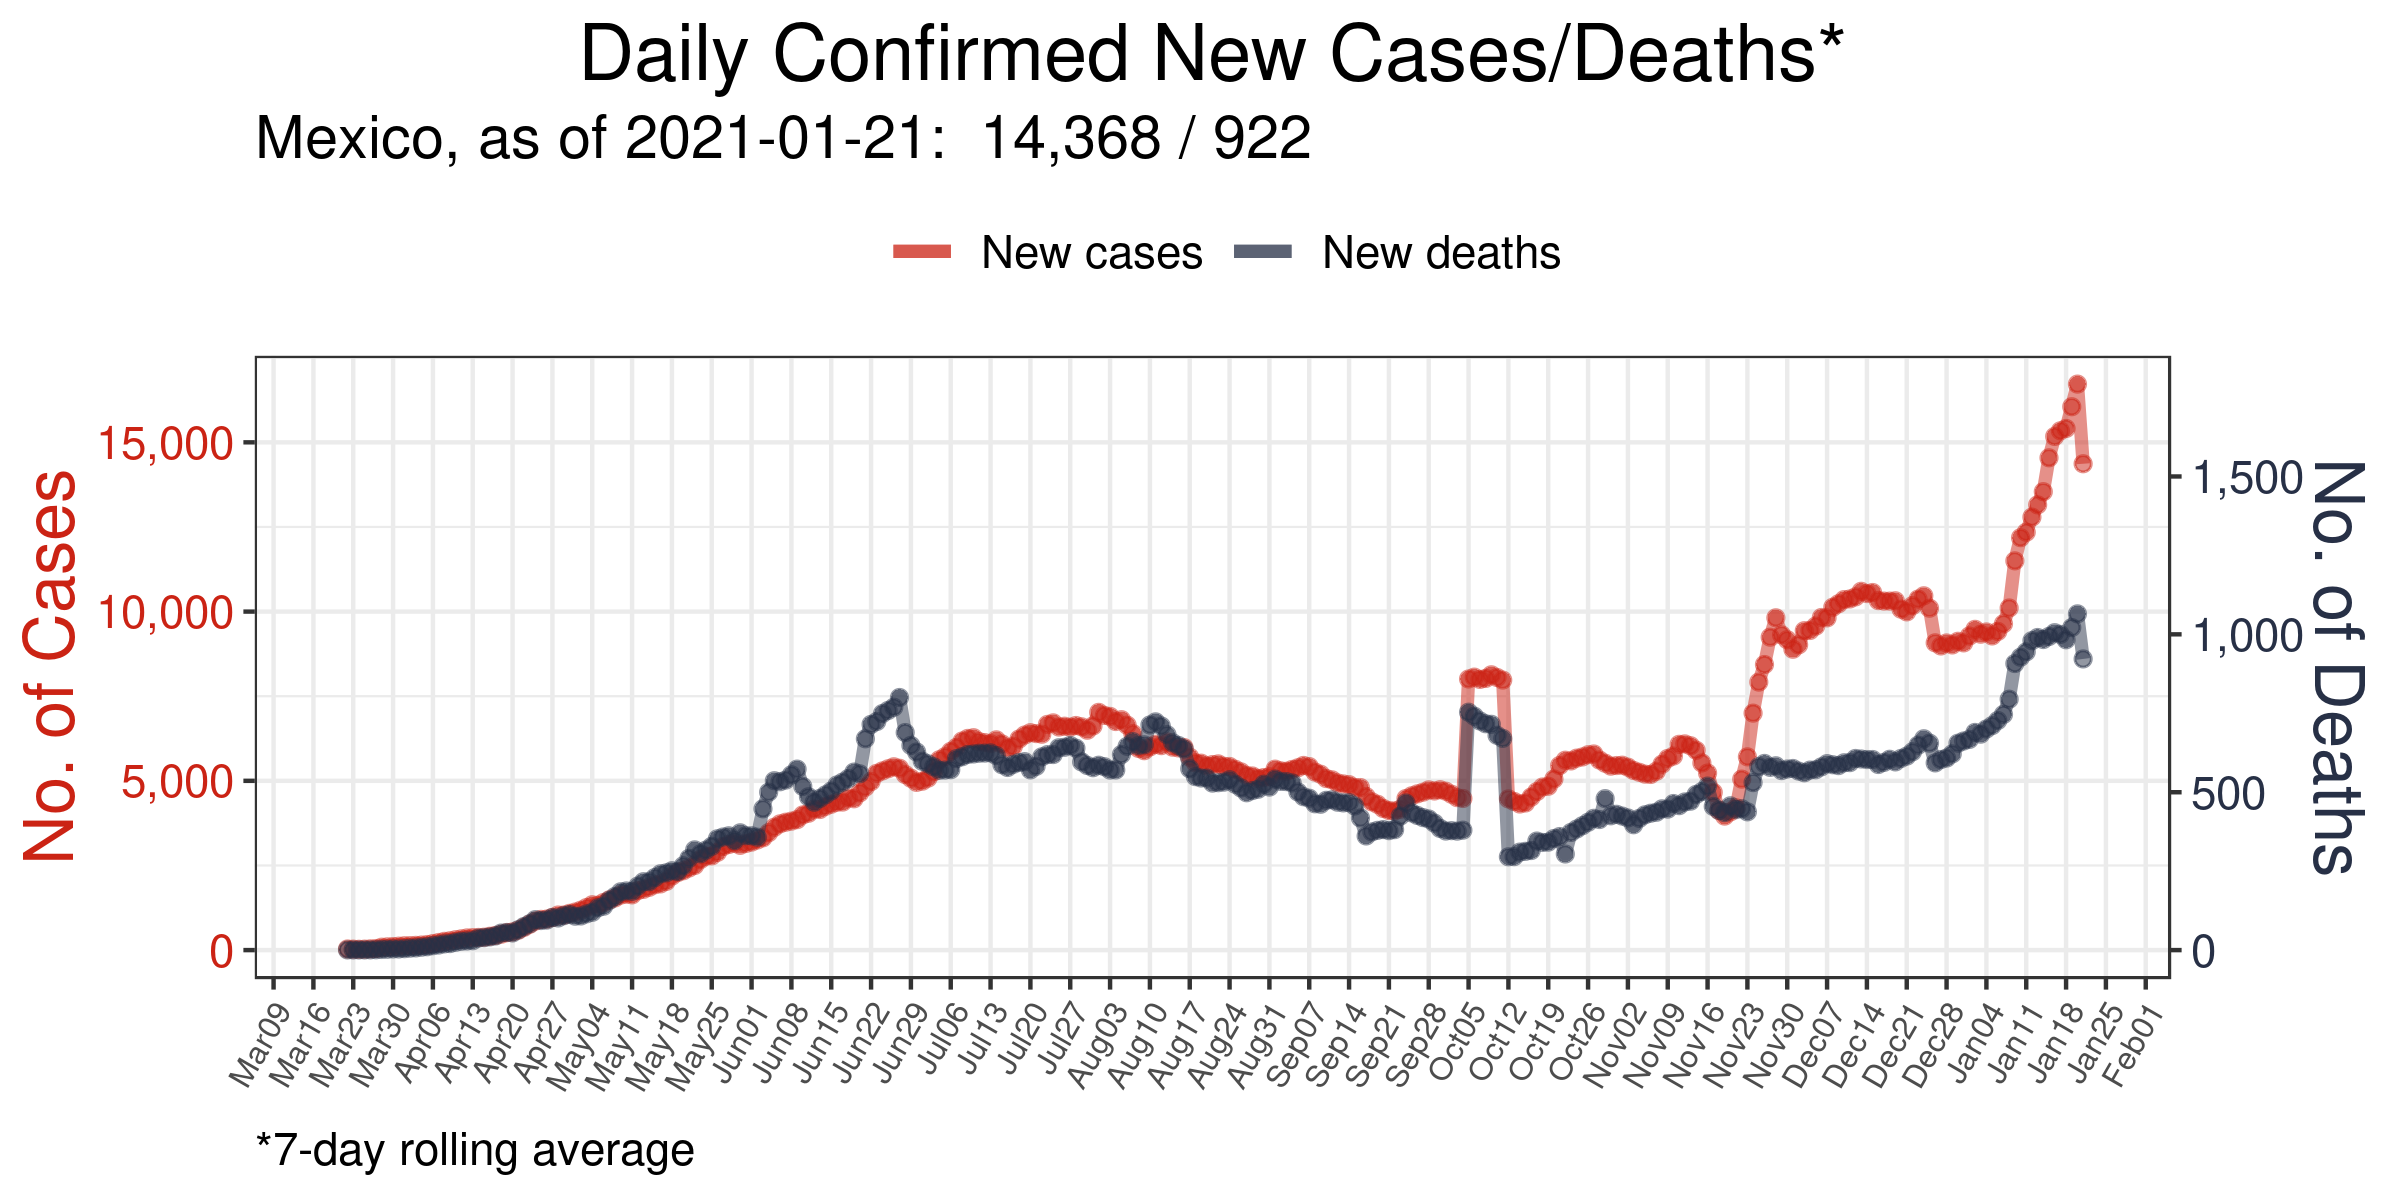 Daily Confirmed New Cases/Deaths*
Mexico, as of 2021-01-21:  14,368 / 922
New cases
New deaths
No. of Cases
15,000
10,000
5,000
0
1,500
1,000
500
0
No. of Deaths
Mar09
Mar16
Mar23
Mar30
Apr06
Apr13
Apr20
Apr27
May04
May11
May18
May25
Jun01
Jun08
Jun15
Jun22
Jun29
Jul06
Jul13
Jul20
Jul27
Aug03
Aug10
Aug17
Aug24
Aug31
Sep07
Sep14
Sep21
Sep28
Oct05
Oct12
Oct19
Oct26
Nov02
Nov09
Nov16
Nov23
Nov30
Dec07
Dec14
Dec21
Dec28
Jan04
Jan11
Jan18
Jan25
Feb01
*7-day rolling average